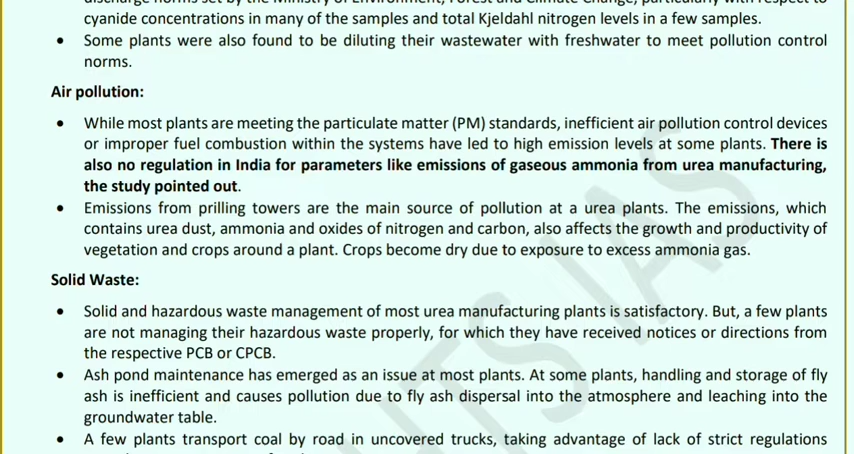 cyanide concentrations in many of the samples and total Kjeldahl nitrogen levels in a few samples.
• Some plants were also found to be diluting their wastewater with freshwater to meet pollution control
norms.
Air pollution:
• While most plants are meeting the particulate matter (PM) standards, inefficient air pollution control devices
or improper fuel combustion within the systems have led to high emission levels at some plants. There is
also no regulation in India for parameters like emissions of gaseous ammonia from urea manufacturing,
the study pointed out.
• Emissions from prilling towers are the main source of pollution at a urea plants. The emissions, which
contains urea dust, ammonia and oxides of nitrogen and carbon, also affects the growth and productivity of
vegetation and crops around a plant. Crops become dry due to exposure to excess ammonia gas.
Solid Waste:
• Solid and hazardous waste management of most urea manufacturing plants is satisfactory. But, a few plants
are not managing their hazardous waste properly, for which they have received notices or directions from
the respective PCB or CPCB.
• Ash pond maintenance has emerged as an issue at most plants. At some plants, handling and storage of fly
ash is inefficient and causes pollution due to fly ash dispersal into the atmosphere and leaching into the
groundwater table.
• A few plants transport coal by road in uncovered trucks, taking advantage of lack of strict regulations